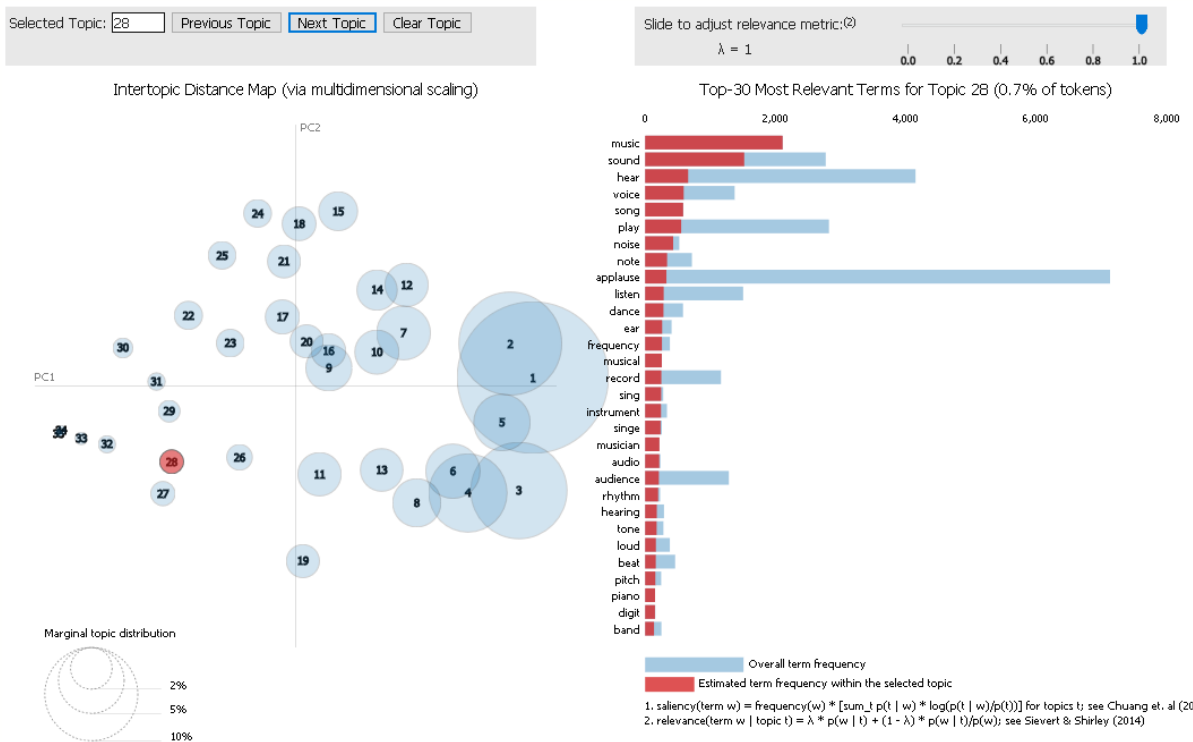 Selected Topic: 28 Previous Topic Next Topic Clear Topic
Slide to adjust relevance metric:(2)
λ = 1
0.0 0.2 0.4 0.6 0.8 1.0
Intertopic Distance Map (via multidimensional scaling)
PC2
PC1
24
18
15
25
21
14
12
22
17
23
20
16
9
10
7
2
1
30
31
29
5
33
32
28
27
26
11
13
6
8
4
3
19
Marginal topic distribution
2%
5%
10%
Top-30 Most Relevant Terms for Topic 28 (0.7% of tokens)
0 2,000 4,000 6,000 8,000
music
sound
hear
voice
song
play
noise
note
applause
listen
dance
ear
frequency
musical
record
sing
instrument
singe
musician
audio
audience
rhythm
hearing
tone
loud
beat
pitch
piano
digit
band
Overall term frequency
Estimated term frequency within the selected topic
1. saliency(term w) = frequency(w) * [sum_t p(t | w) * log(p(t | w)/p(t))] for topics t; see Chuang et. al (20
2. relevance(term w | topic t) = λ * p(w | t) + (1 - λ) * p(w | t)/p(w); see Sievert & Shirley (2014)